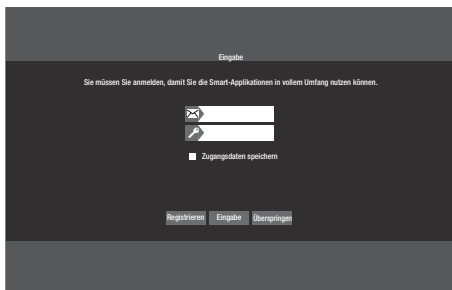 Eingabe
Sie müssen Sie anmelden, damit Sie die Smart-Applikationen in vollem Umfang nutzen können.
Zugangsdaten speichern
Registrieren Eingabe Überspringen